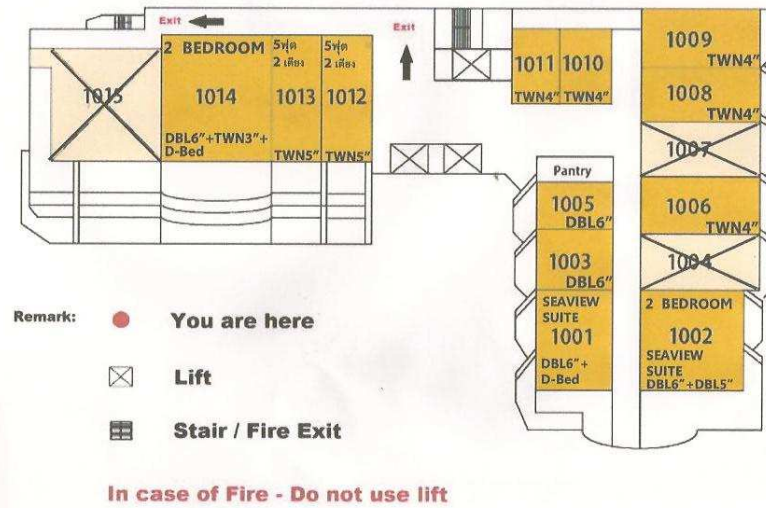 Exit
Exit
1015
2 BEDROOM
1014
DBL6"+TWN3"+
D-Bed
5ฟุต
2 เตียง
1013
TWN5"
5ฟุต
2 เตียง
1012
TWN5"
1011
TWN4"
1010
TWN4"
1009
TWN4"
1008
TWN4"
1007
1006
TWN4"
1004
Pantry
1005
DBL6"
1003
DBL6"
SEAVIEW
SUITE
1001
DBL6"+
D-Bed
2 BEDROOM
1002
SEAVIEW
SUITE
DBL6"+DBL5"
Remark:
You are here
Lift
Stair / Fire Exit
In case of Fire - Do not use lift